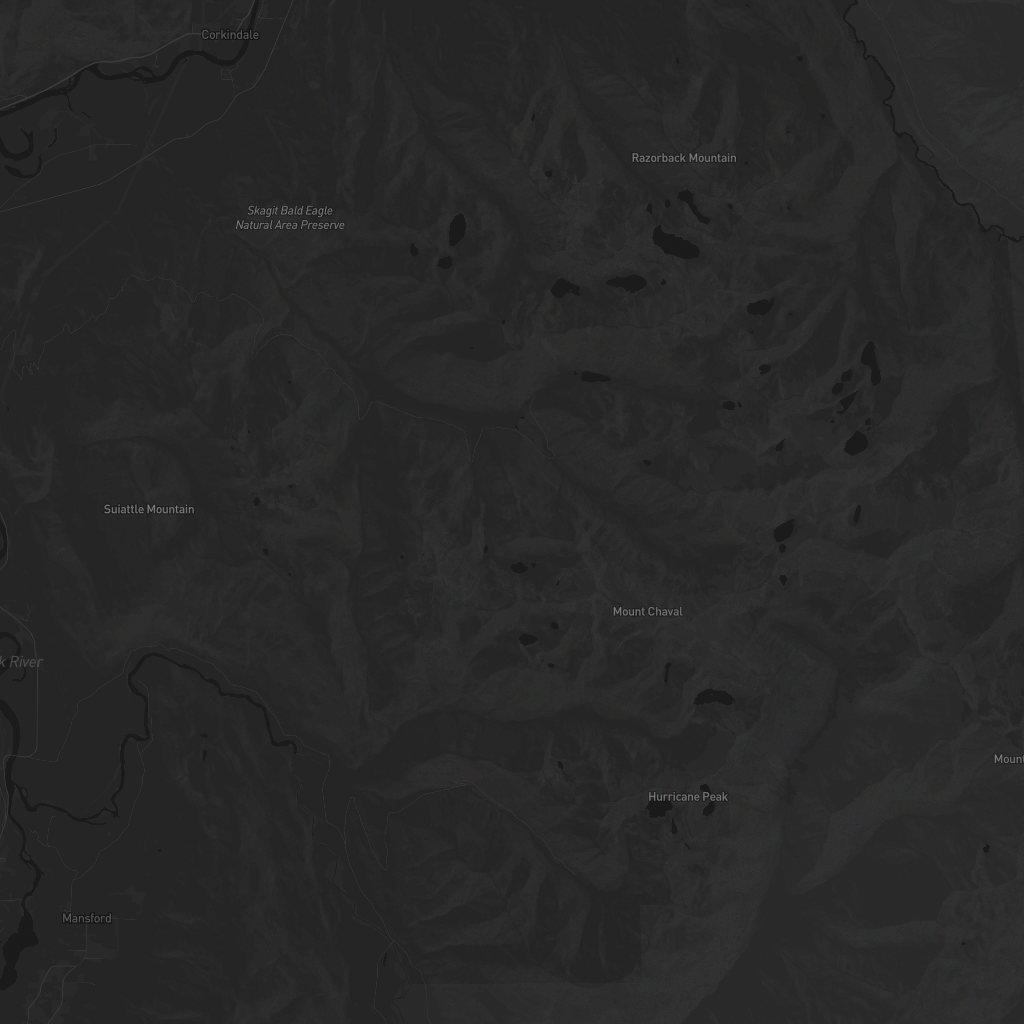 Corkindale
Razorback Mountain
Skagit Bald Eagle
Natural Area Preserve
Suiattle Mountain
Mount Chaval
k River
Mount
Hurricane Peak
Mansford